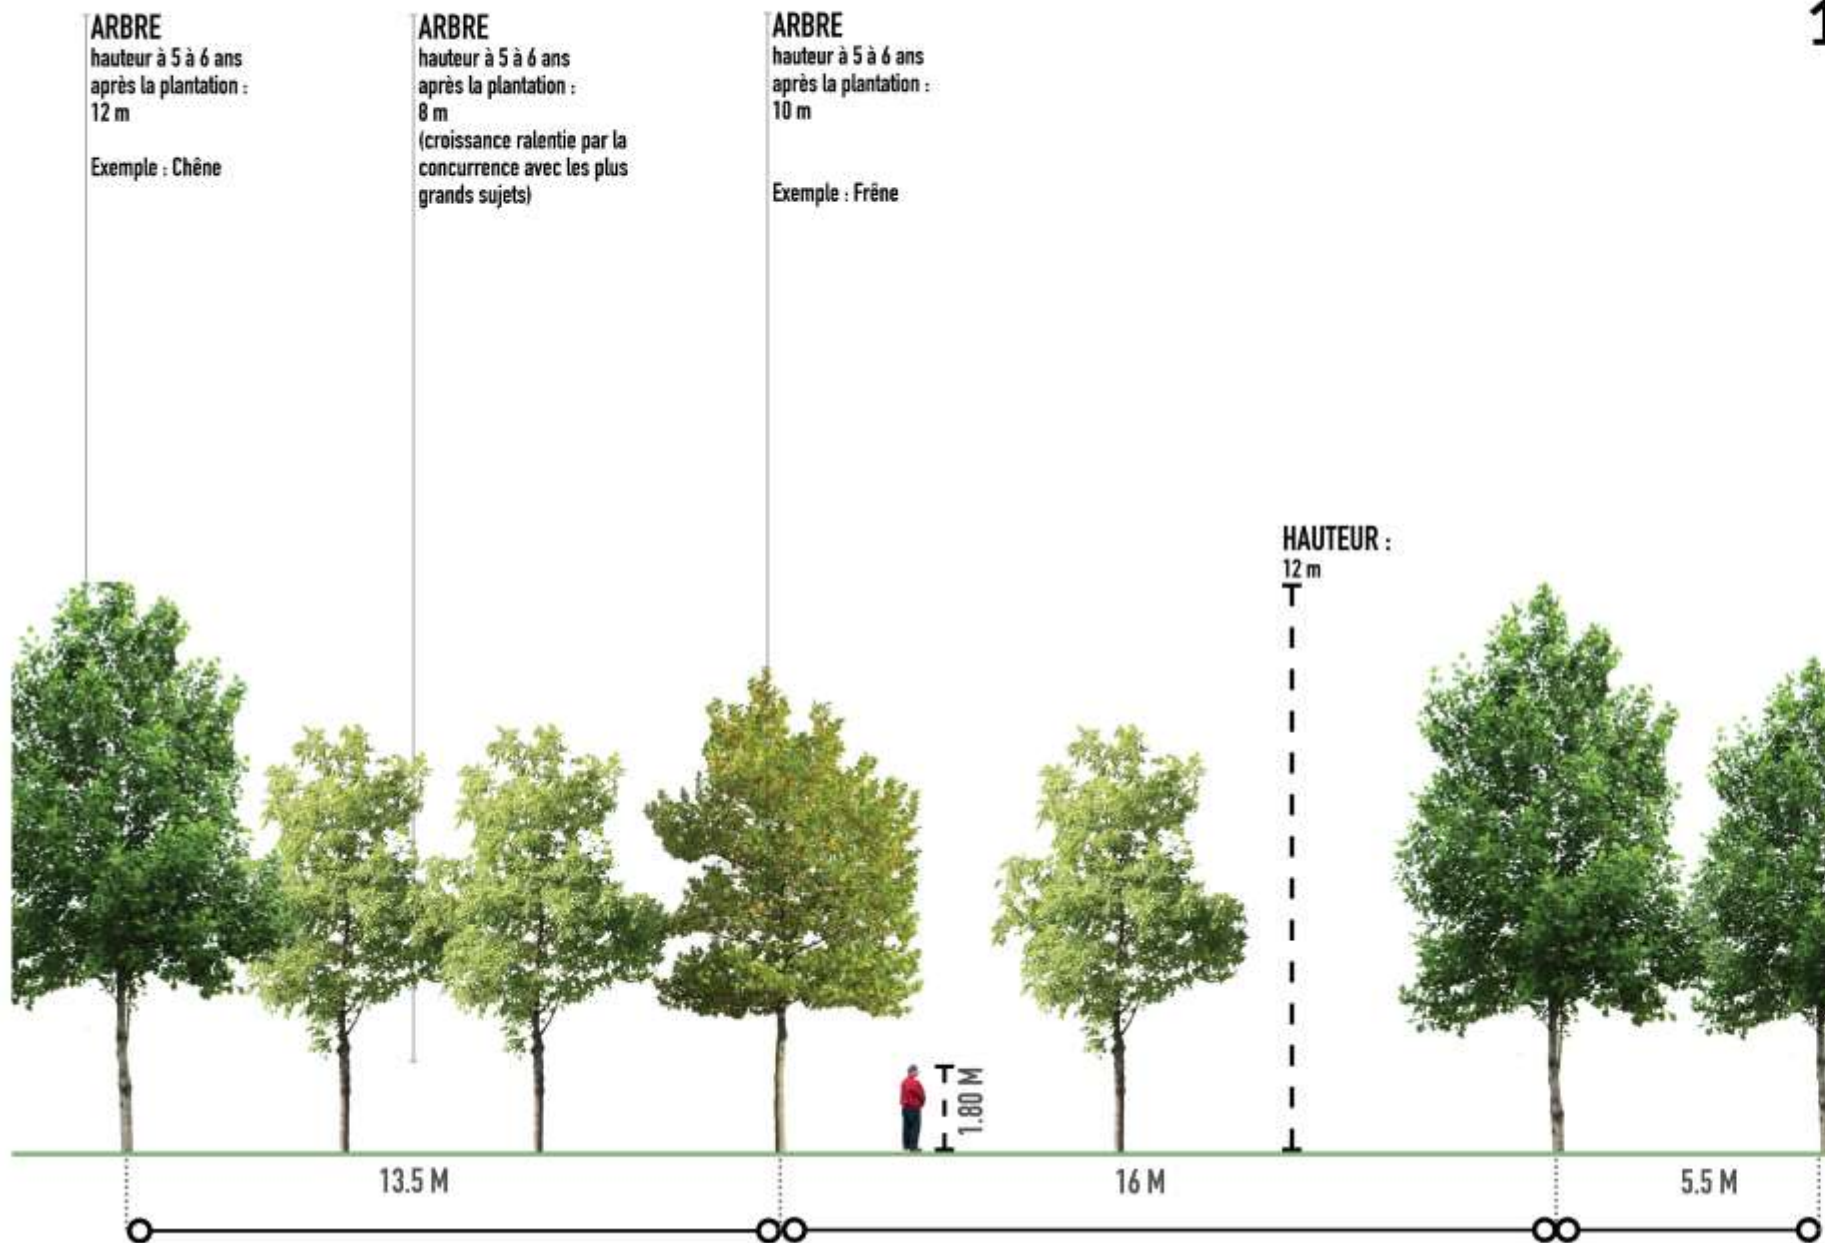 ARBRE
hauteur à 5 à 6 ans
après la plantation :
12 m
Exemple : Chêne
ARBRE
hauteur à 5 à 6 ans
après la plantation :
8 m
(croissance ralentie par la
concurrence avec les plus
grands sujets)
ARBRE
hauteur à 5 à 6 ans
après la plantation :
10 m
Exemple : Frêne
1
HAUTEUR :
12 m
1.80 M
13.5 M
16 M
5.5 M